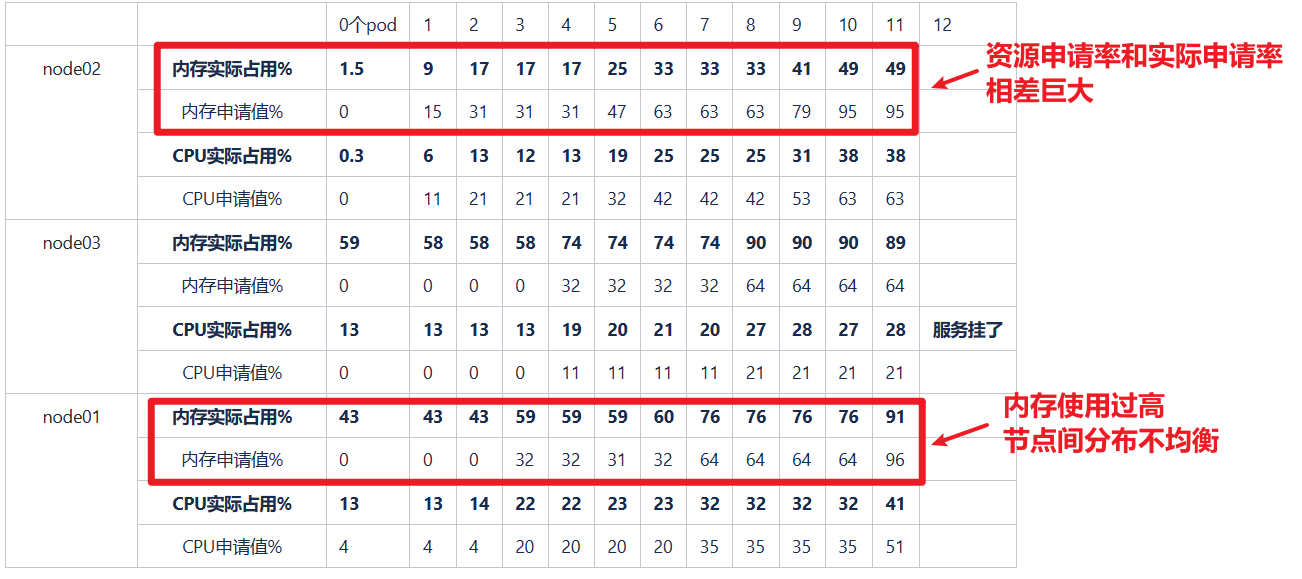 0个pod 1 2 3 4 5 6 7 8 9 10 11 12
node02 内存实际占用% 1.5 9 17 17 17 25 33 33 33 41 49 49
内存申请值% 0 15 31 31 31 47 63 63 63 79 95 95
CPU实际占用% 0.3 6 13 12 13 19 25 25 25 31 38 38
CPU申请值% 0 11 21 21 21 32 42 42 42 53 63 63
node03 内存实际占用% 59 58 58 58 74 74 74 74 90 90 90 89
内存申请值% 0 0 0 0 32 32 32 32 64 64 64 64
CPU实际占用% 13 13 13 13 19 20 21 20 27 28 27 28 服务挂了
CPU申请值% 0 0 0 0 11 11 11 11 21 21 21 21
node01 内存实际占用% 43 43 43 59 59 59 60 76 76 76 76 91
内存申请值% 0 0 0 32 32 31 32 64 64 64 64 96
CPU实际占用% 13 13 14 22 22 23 23 32 32 32 32 41
CPU申请值% 4 4 4 20 20 20 20 35 35 35 35 51
资源申请率和实际申请率
相差巨大
内存使用过高
节点间分布不均衡